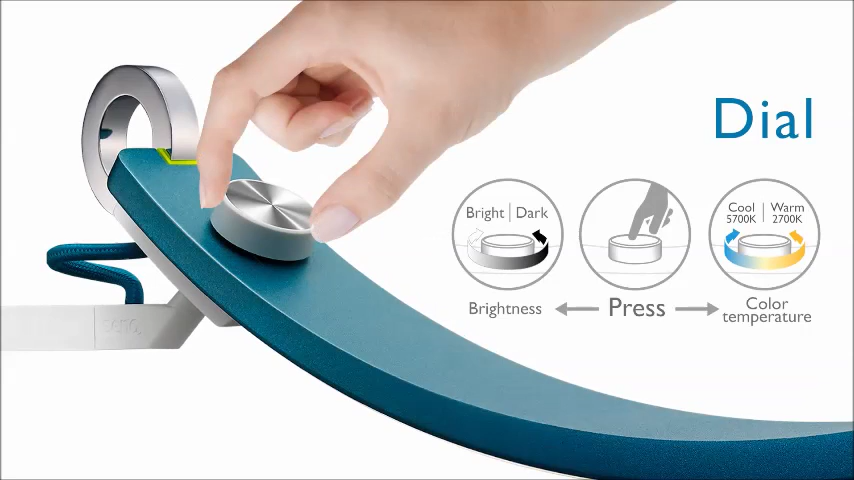 Dial
Bright | Dark
Cool | Warm
5700K 2700K
Brightness
Press
Color
temperature